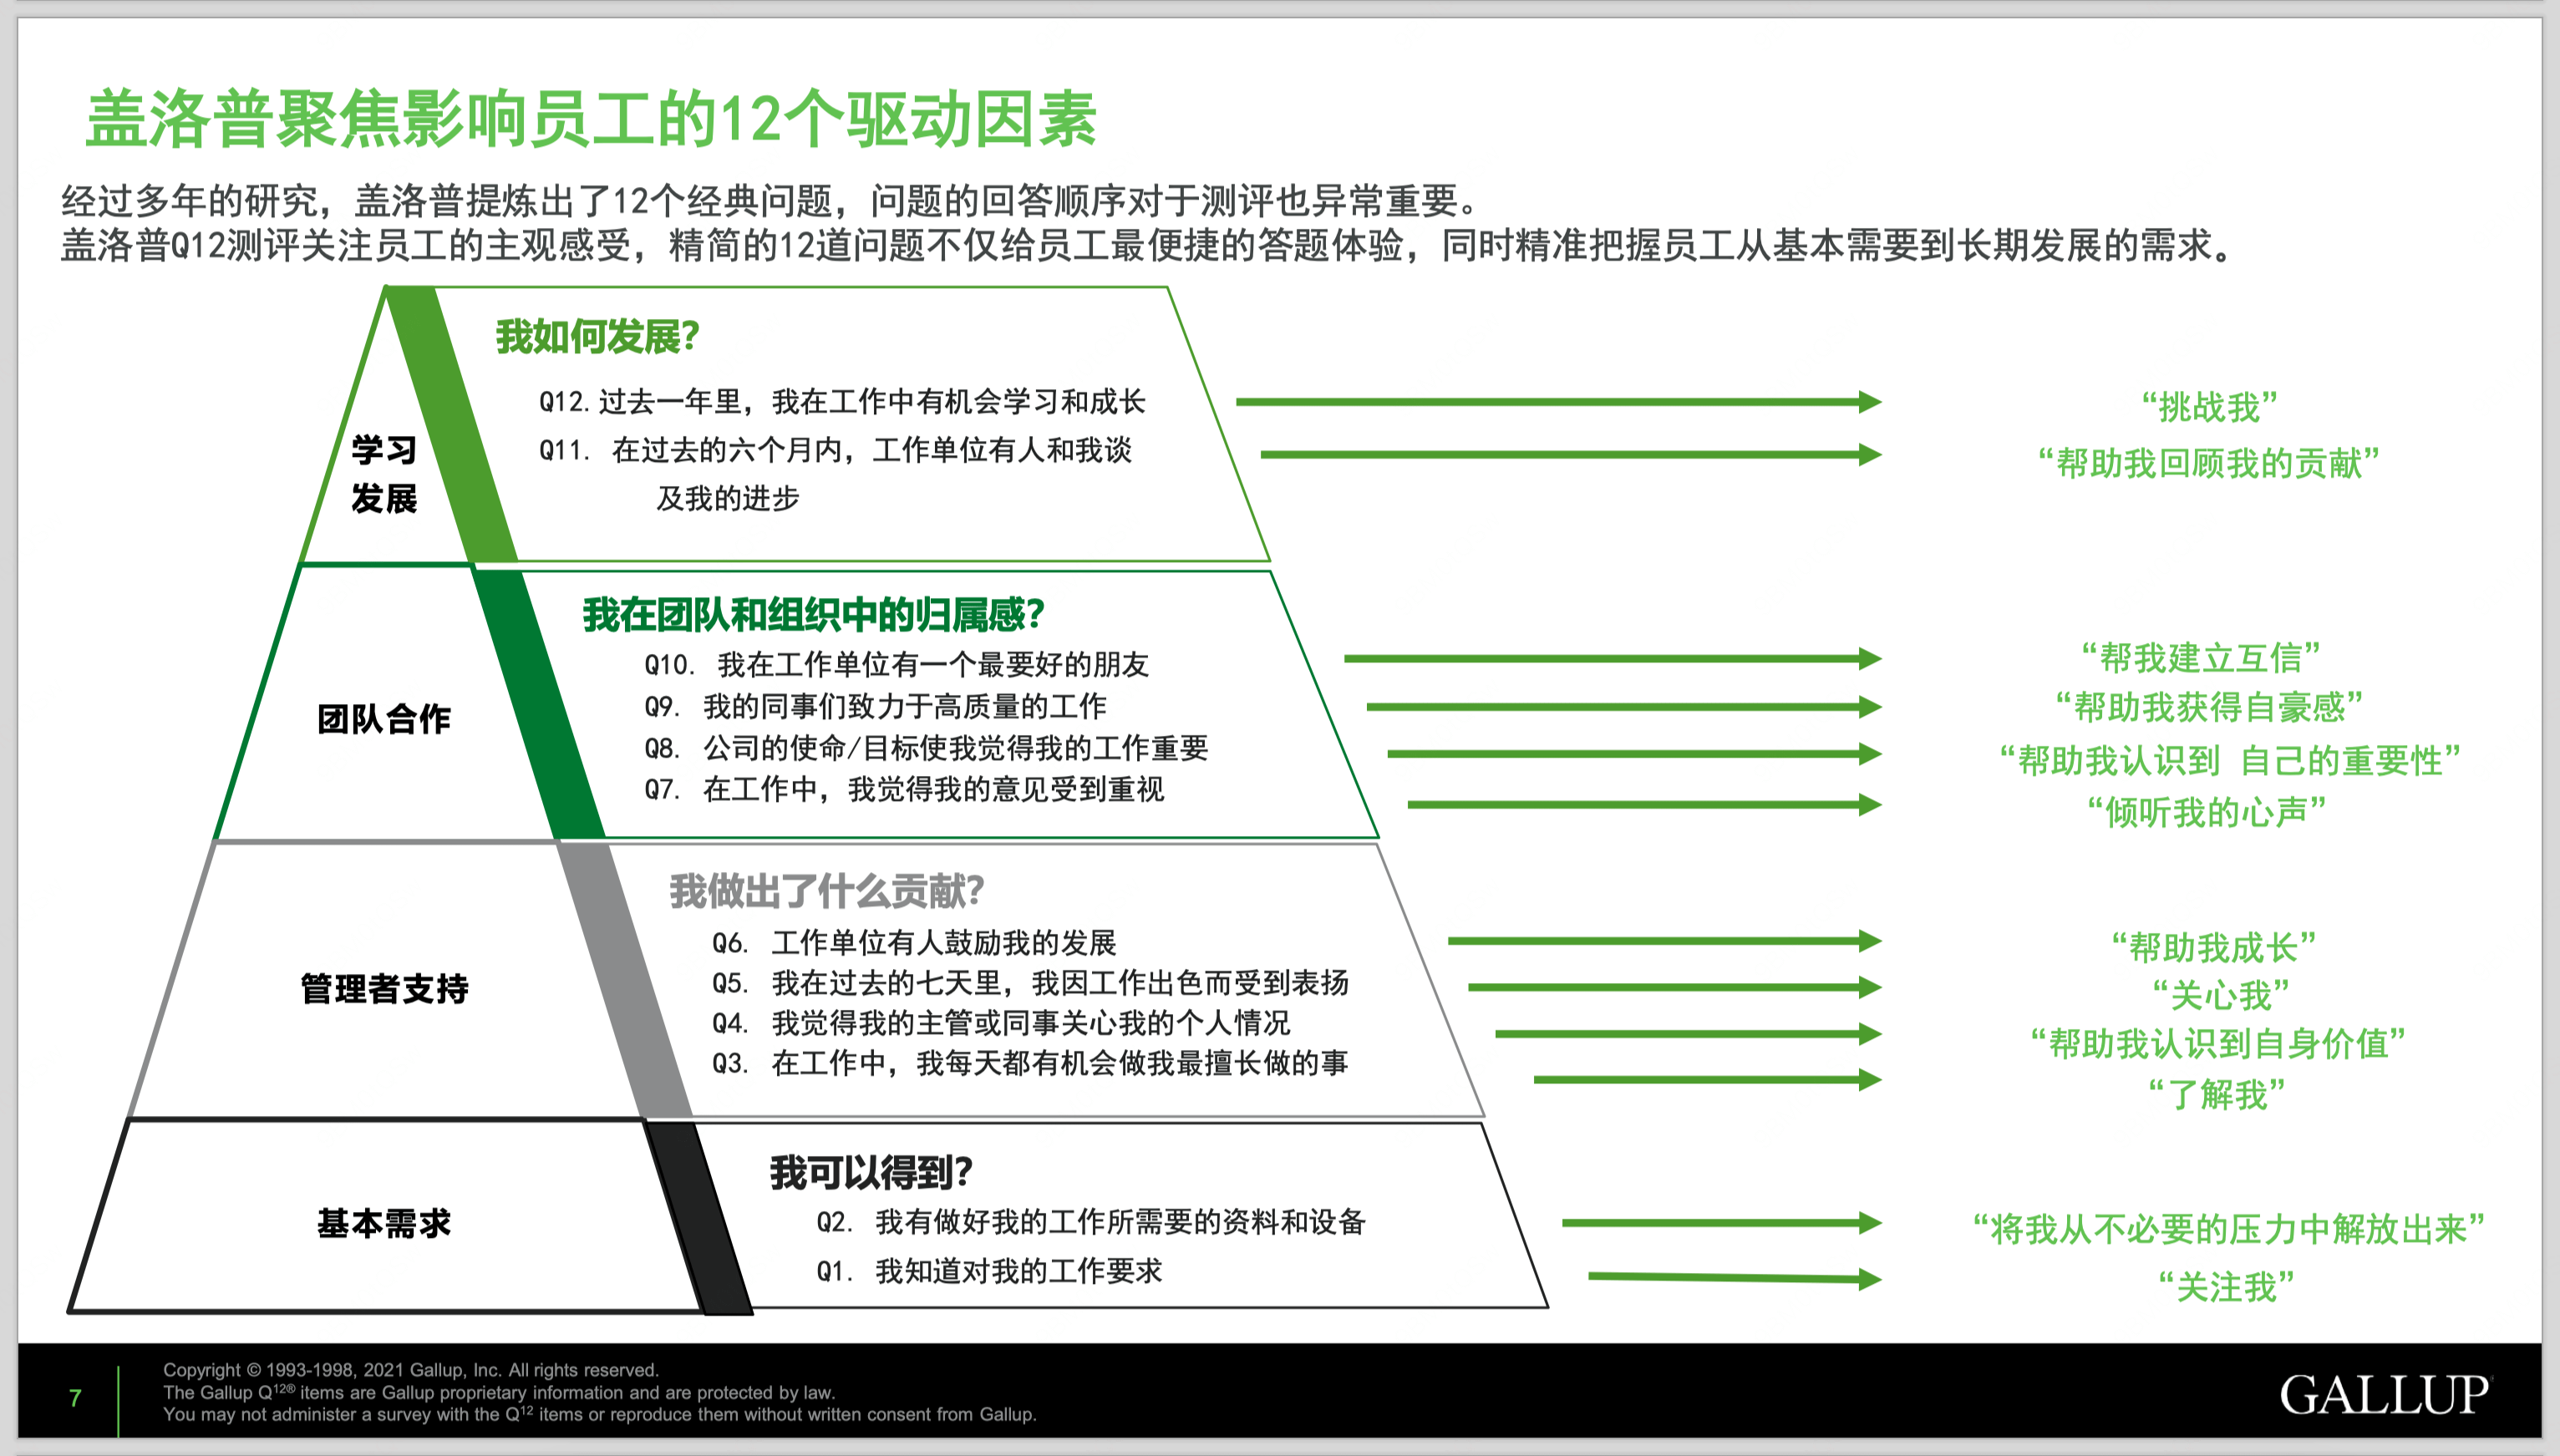 盖洛普聚焦影响员工的12个驱动因素
经过多年的研究，盖洛普提炼出了12个经典问题，问题的回答顺序对于测评也异常重要。
盖洛普Q12测评关注员工的主观感受，精简的12道问题不仅给员工最便捷的答题体验，同时精准把握员工从基本需要到长期发展的需求。
学习
发展
我如何发展？
Q12. 过去一年里，我在工作中有机会学习和成长
“挑战我”
Q11. 在过去的六个月内，工作单位有人和我谈
及我的进步
“帮助我回顾我的贡献”
团队合作
我在团队和组织中的归属感？
Q10. 我在工作单位有一个最要好的朋友
“帮我建立互信”
Q9. 我的同事们致力于高质量的工作
“帮助我获得自豪感”
Q8. 公司的使命/目标使我觉得我的工作重要
“帮助我认识到 自己的重要性”
Q7. 在工作中，我觉得我的意见受到重视
“倾听我的心声”
管理者支持
我做出了什么贡献？
Q6. 工作单位有人鼓励我的发展
“帮助我成长”
Q5. 我在过去的七天里，我因工作出色而受到表扬
“关心我”
Q4. 我觉得我的主管或同事关心我的个人情况
“帮助我认识到自身价值”
Q3. 在工作中，我每天都有机会做我最擅长做的事
“了解我”
基本需求
我可以得到？
Q2. 我有做好我的工作所需要的资料和设备
“将我从不必要的压力中解放出来”
Q1. 我知道对我的工作要求
“关注我”
7
Copyright © 1993-1998, 2021 Gallup, Inc. All rights reserved.
The Gallup Q12® items are Gallup proprietary information and are protected by law.
You may not administer a survey with the Q12 items or reproduce them without written consent from Gallup.
GALLUP